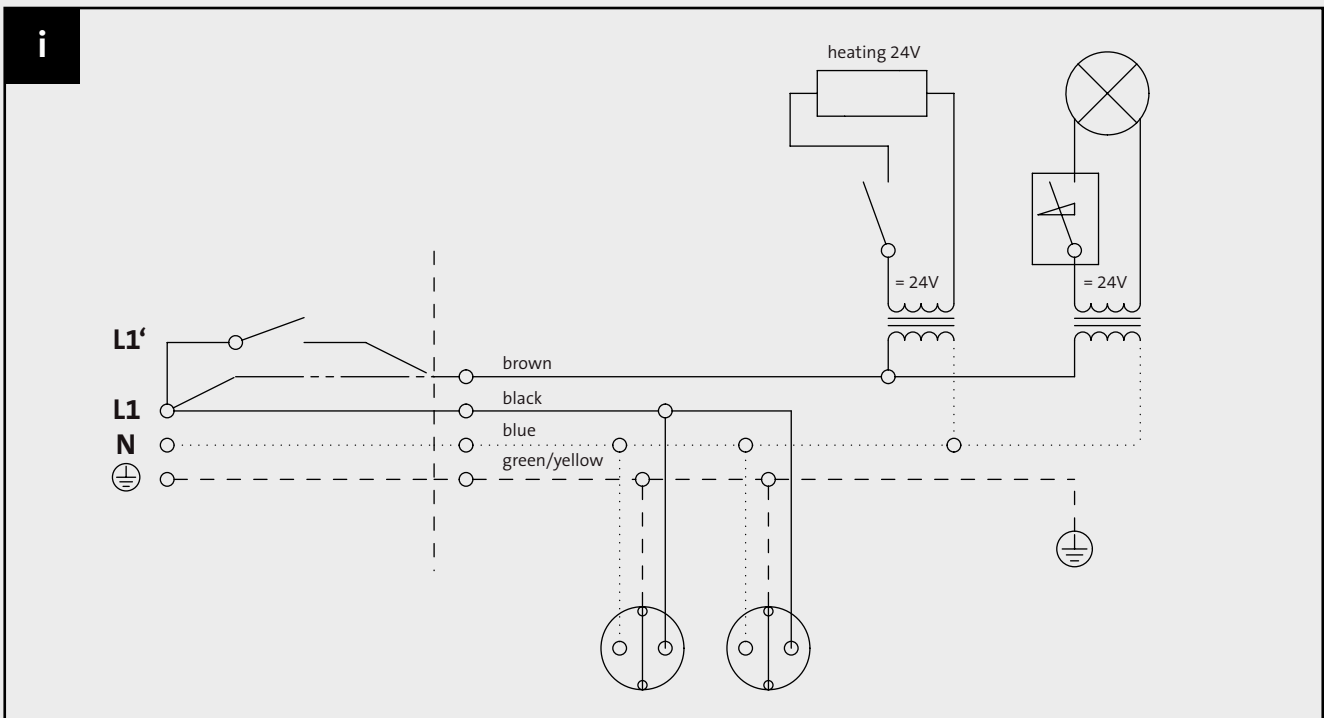 i
heating 24V
= 24V
= 24V
L1‘
brown
L1
black
N
blue
green/yellow